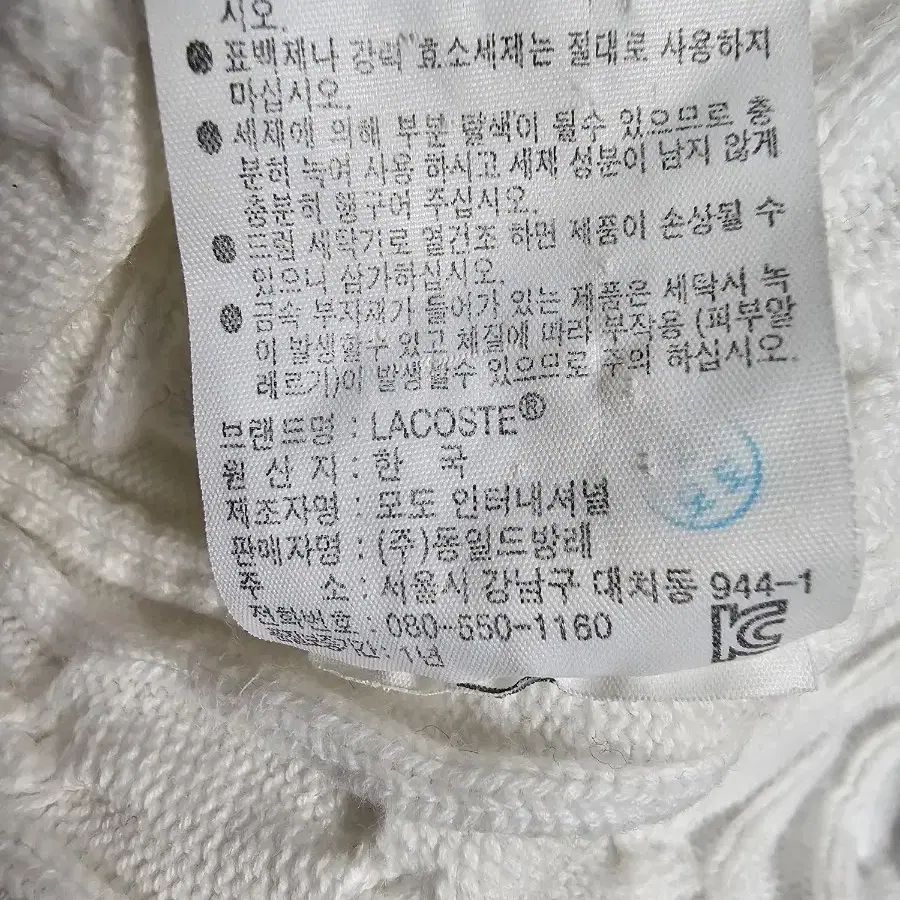 시오.
● 표백제나 강력 효소세제는 절대로 사용하지
마십시오.
● 세제에 의해 부분 탈색이 될수 있으므로 충
분히 녹여 사용 하시고 세제 성분이 남지 않게
충분히 헹구어 주십시오.
● 드럼 세탁기로 열건조 하면 제품이 손상될 수
있으니 삼가하십시오.
● 금속 부자재가 들어가 있는 제품은 세탁시 녹
이 발생할수 있고 체질에 따라 부작용 (피부알
레르기)이 발생할수 있으므로 주의 하십시오.
브랜드명 : LACOSTE®
원 산 지 : 한 국
제조자명 : 모도 인터내셔널
판매자명 : (주)동일드방레
주 소 : 서울시 강남구 대치동 944-1
전화번호 : 080-550-1160
: 1년
KC